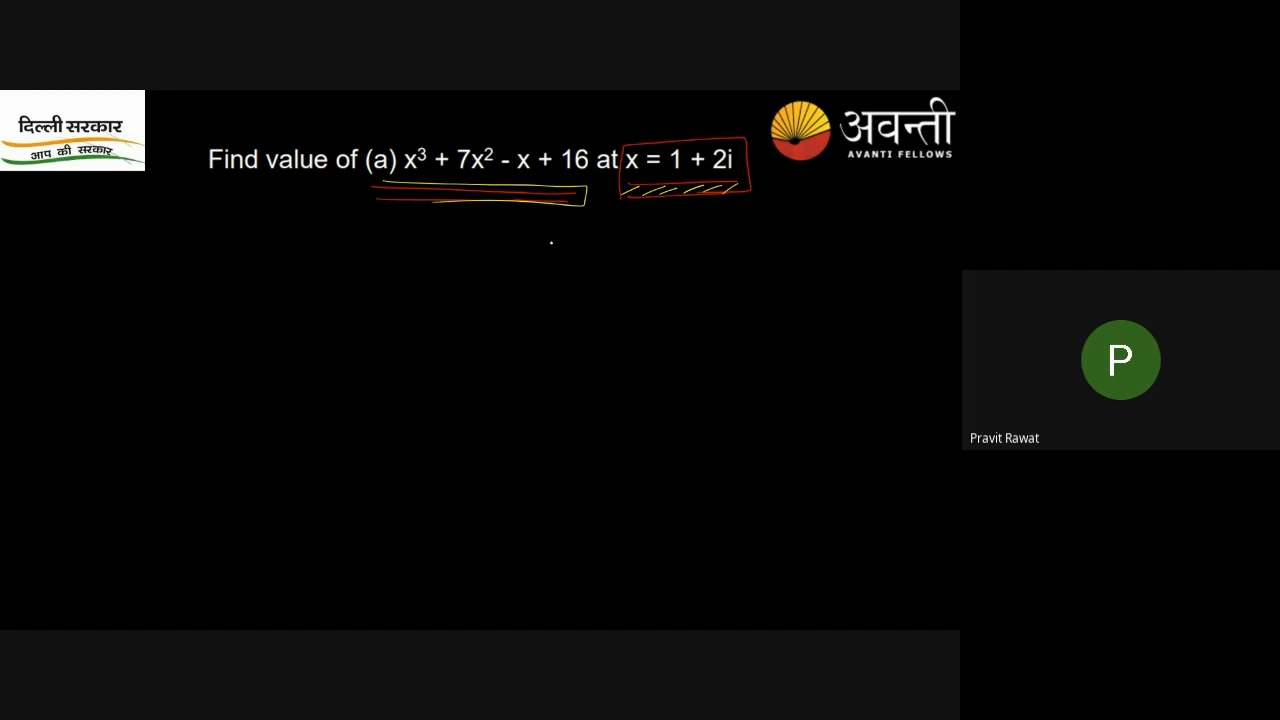 दिल्ली सरकार
आप की सरकार
Find value of (a) x³ + 7x² - x + 16 at x = 1 + 2i
अवन्ती
AVANTI FELLOWS
P
Pravit Rawat